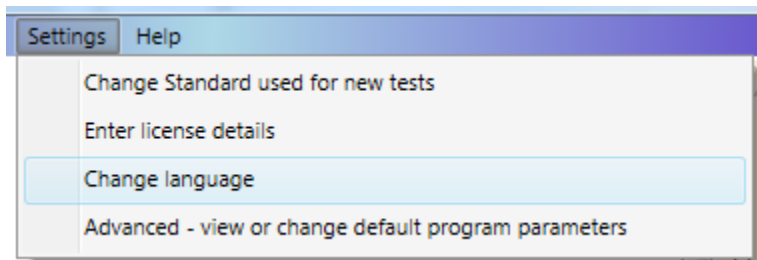 Settings Help
Change Standard used for new tests
Enter license details
Change language
Advanced - view or change default program parameters